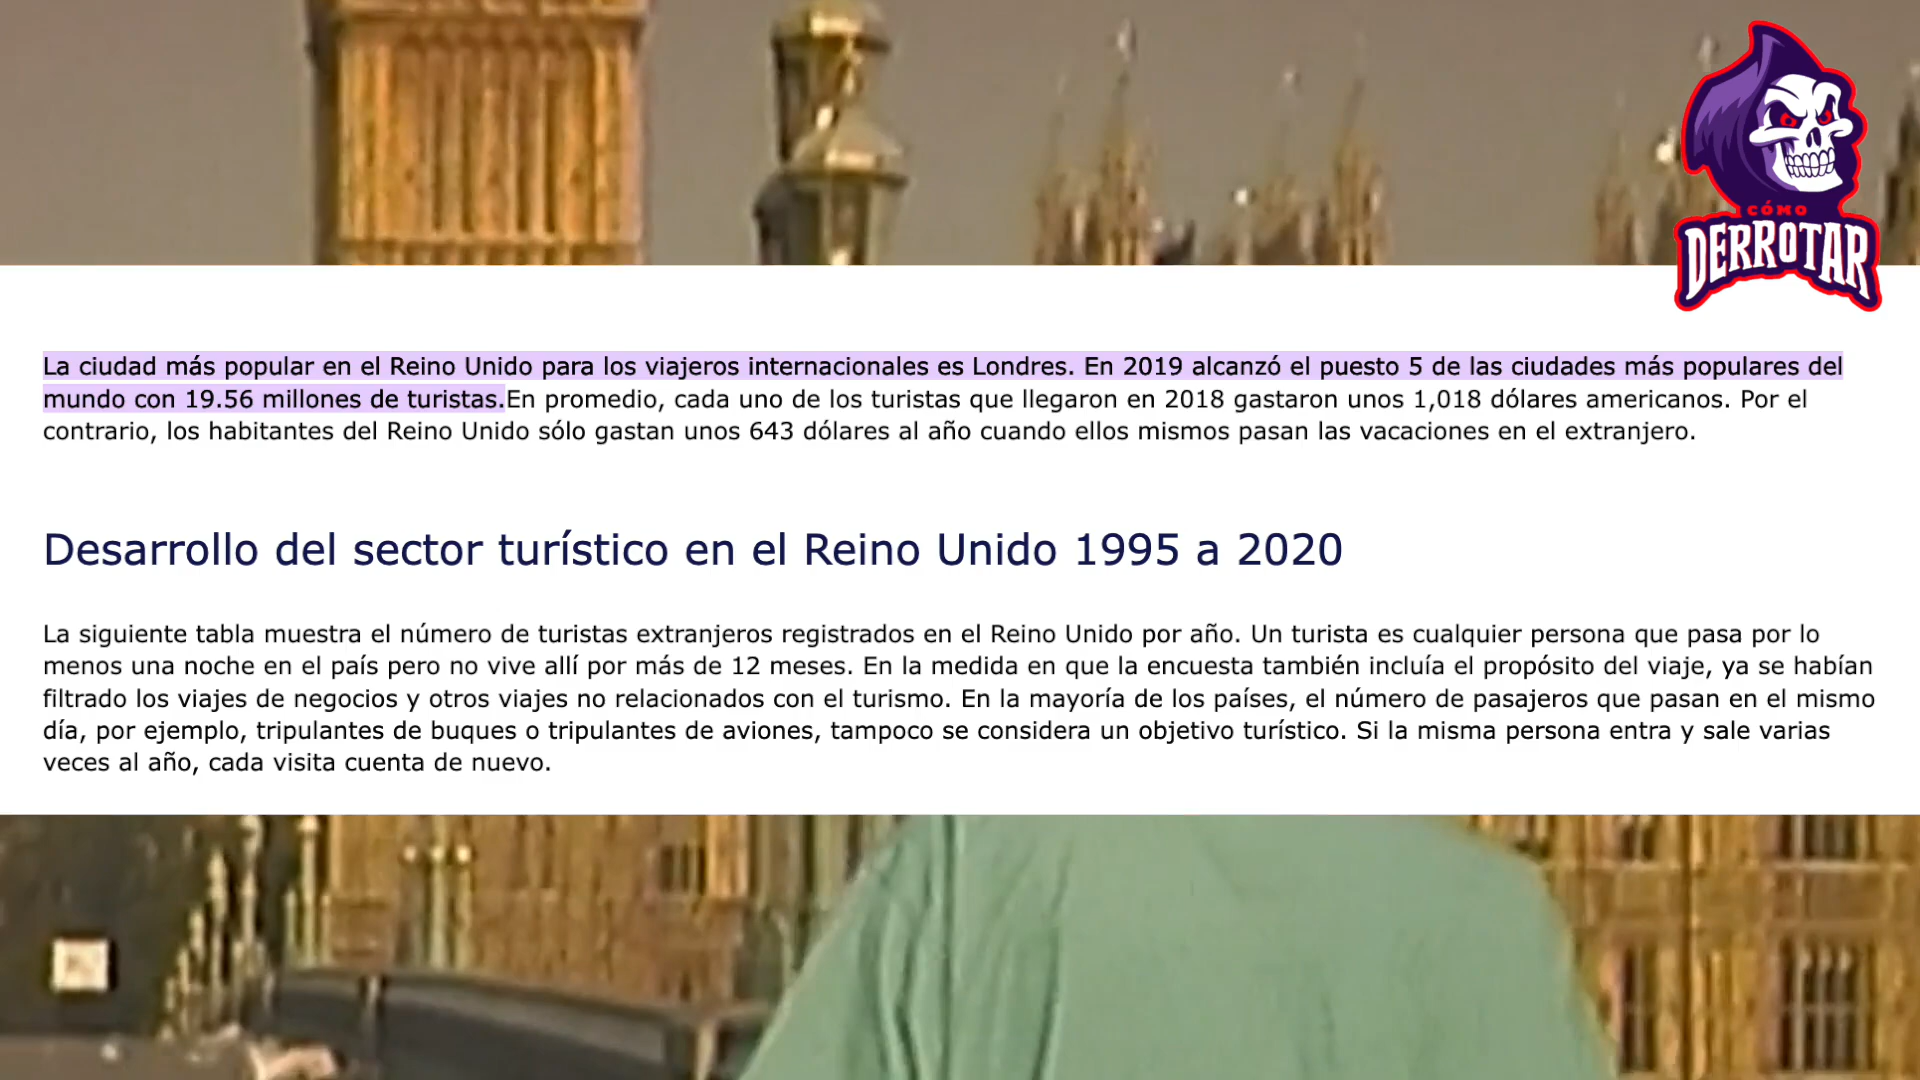 CÓMO
DERROTAR
La ciudad más popular en el Reino Unido para los viajeros internacionales es Londres. En 2019 alcanzó el puesto 5 de las ciudades más populares del
mundo con 19.56 millones de turistas.En promedio, cada uno de los turistas que llegaron en 2018 gastaron unos 1,018 dólares americanos. Por el
contrario, los habitantes del Reino Unido sólo gastan unos 643 dólares al año cuando ellos mismos pasan las vacaciones en el extranjero.
Desarrollo del sector turístico en el Reino Unido 1995 a 2020
La siguiente tabla muestra el número de turistas extranjeros registrados en el Reino Unido por año. Un turista es cualquier persona que pasa por lo
menos una noche en el país pero no vive allí por más de 12 meses. En la medida en que la encuesta también incluía el propósito del viaje, ya se habían
filtrado los viajes de negocios y otros viajes no relacionados con el turismo. En la mayoría de los países, el número de pasajeros que pasan en el mismo
día, por ejemplo, tripulantes de buques o tripulantes de aviones, tampoco se considera un objetivo turístico. Si la misma persona entra y sale varias
veces al año, cada visita cuenta de nuevo.